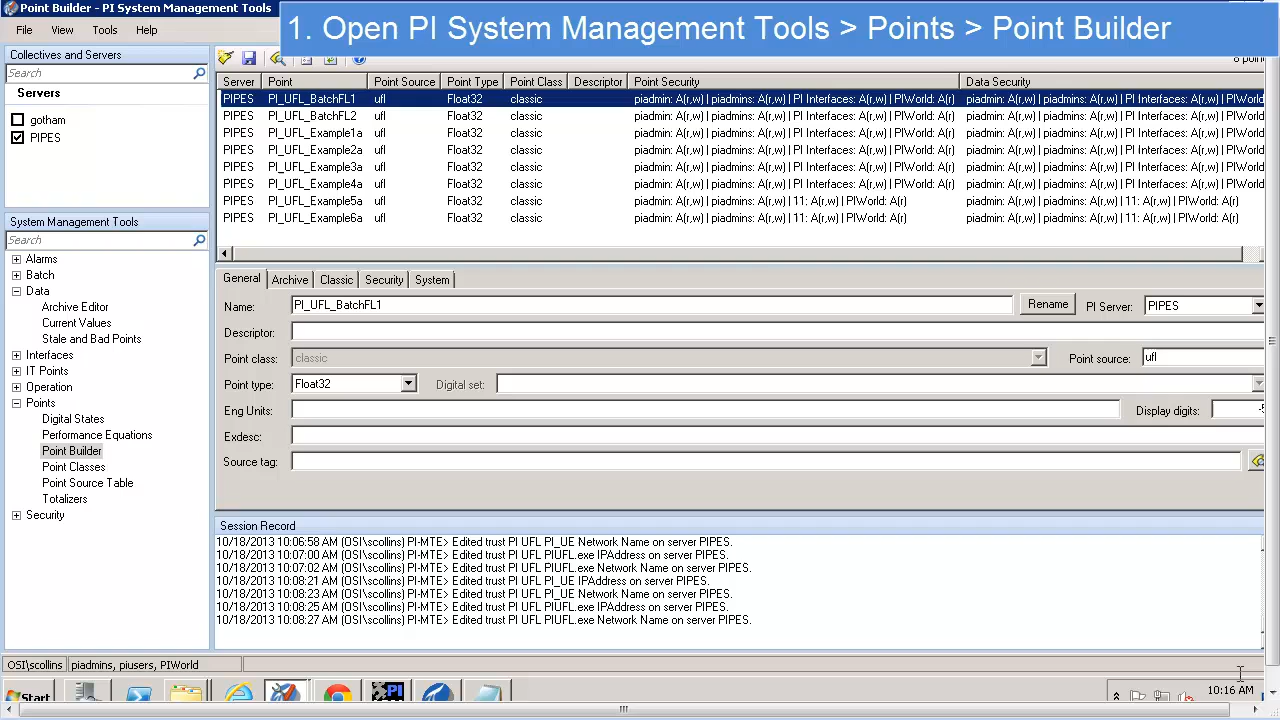 Point Builder - PI System Management Tools
1. Open PI System Management Tools > Points > Point Builder
File View Tools Help
Collectives and Servers
Search
Servers
gotham
PIPES
System Management Tools
Search
Alarms
Batch
Data
Archive Editor
Current Values
Stale and Bad Points
Interfaces
IT Points
Operation
Points
Digital States
Performance Equations
Point Builder
Point Classes
Point Source Table
Totalizers
Security
Server Point Point Source Point Type Point Class Descriptor Point Security Data Security
PIPES PI_UFL_BatchFL1 ufl Float32 classic piadmin: A(r,w) | piadmins: A(r,w) | PI Interfaces: A(r,w) | PIWorld: A(r) piadmin: A(r,w) | piadmins: A(r,w) | PI Interfaces: A(r,w) | PIWorld
PIPES PI_UFL_BatchFL2 ufl Float32 classic piadmin: A(r,w) | piadmins: A(r,w) | PI Interfaces: A(r,w) | PIWorld: A(r) piadmin: A(r,w) | piadmins: A(r,w) | PI Interfaces: A(r,w) | PIWorld
PIPES PI_UFL_Example1a ufl Float32 classic piadmin: A(r,w) | piadmins: A(r,w) | PI Interfaces: A(r,w) | PIWorld: A(r) piadmin: A(r,w) | piadmins: A(r,w) | PI Interfaces: A(r,w) | PIWorld
PIPES PI_UFL_Example2a ufl Float32 classic piadmin: A(r,w) | piadmins: A(r,w) | PI Interfaces: A(r,w) | PIWorld: A(r) piadmin: A(r,w) | piadmins: A(r,w) | PI Interfaces: A(r,w) | PIWorld
PIPES PI_UFL_Example3a ufl Float32 classic piadmin: A(r,w) | piadmins: A(r,w) | PI Interfaces: A(r,w) | PIWorld: A(r) piadmin: A(r,w) | piadmins: A(r,w) | PI Interfaces: A(r,w) | PIWorld
PIPES PI_UFL_Example4a ufl Float32 classic piadmin: A(r,w) | piadmins: A(r,w) | PI Interfaces: A(r,w) | PIWorld: A(r) piadmin: A(r,w) | piadmins: A(r,w) | PI Interfaces: A(r,w) | PIWorld
PIPES PI_UFL_Example5a ufl Float32 classic piadmin: A(r,w) | piadmins: A(r,w) | 11: A(r,w) | PIWorld: A(r) piadmin: A(r,w) | piadmins: A(r,w) | 11: A(r,w) | PIWorld: A(r)
PIPES PI_UFL_Example6a ufl Float32 classic piadmin: A(r,w) | piadmins: A(r,w) | 11: A(r,w) | PIWorld: A(r) piadmin: A(r,w) | piadmins: A(r,w) | 11: A(r,w) | PIWorld: A(r)
General Archive Classic Security System
Name: PI_UFL_BatchFL1 Rename PI Server: PIPES
Descriptor:
Point class: classic Point source: ufl
Point type: Float32 Digital set:
Eng Units: Display digits: -5
Exdesc:
Source tag:
Session Record
10/18/2013 10:06:58 AM (OSI\scollins) PI-MTE> Edited trust PI UFL PI_UE Network Name on server PIPES.
10/18/2013 10:07:00 AM (OSI\scollins) PI-MTE> Edited trust PI UFL PIUFL.exe IPAddress on server PIPES.
10/18/2013 10:07:02 AM (OSI\scollins) PI-MTE> Edited trust PI UFL PIUFL.exe Network Name on server PIPES.
10/18/2013 10:08:21 AM (OSI\scollins) PI-MTE> Edited trust PI UFL PI_UE IPAddress on server PIPES.
10/18/2013 10:08:23 AM (OSI\scollins) PI-MTE> Edited trust PI UFL PI_UE Network Name on server PIPES.
10/18/2013 10:08:25 AM (OSI\scollins) PI-MTE> Edited trust PI UFL PIUFL.exe IPAddress on server PIPES.
10/18/2013 10:08:27 AM (OSI\scollins) PI-MTE> Edited trust PI UFL PIUFL.exe Network Name on server PIPES.
OSI\scollins piadmins, piusers, PIWorld
Start PI 10:16 AM